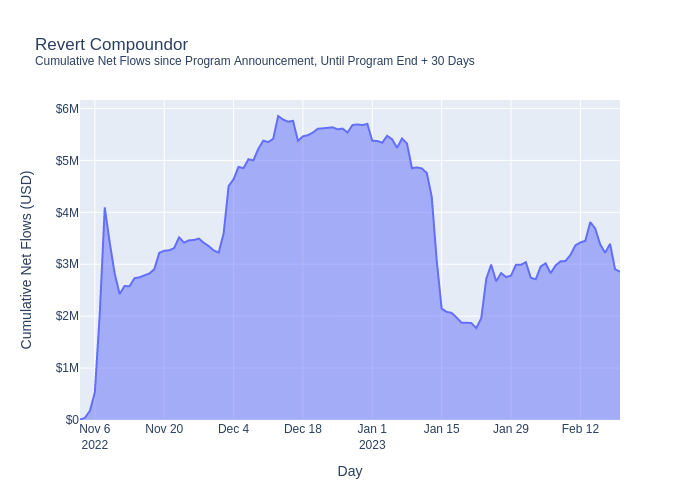 Revert Compoundor
Cumulative Net Flows since Program Announcement, Until Program End + 30 Days
Cumulative Net Flows (USD)
$6M
$5M
$4M
$3M
$2M
$1M
$0
Nov 6 Nov 20 Dec 4 Dec 18 Jan 1 Jan 15 Jan 29 Feb 12
2022 2023
Day